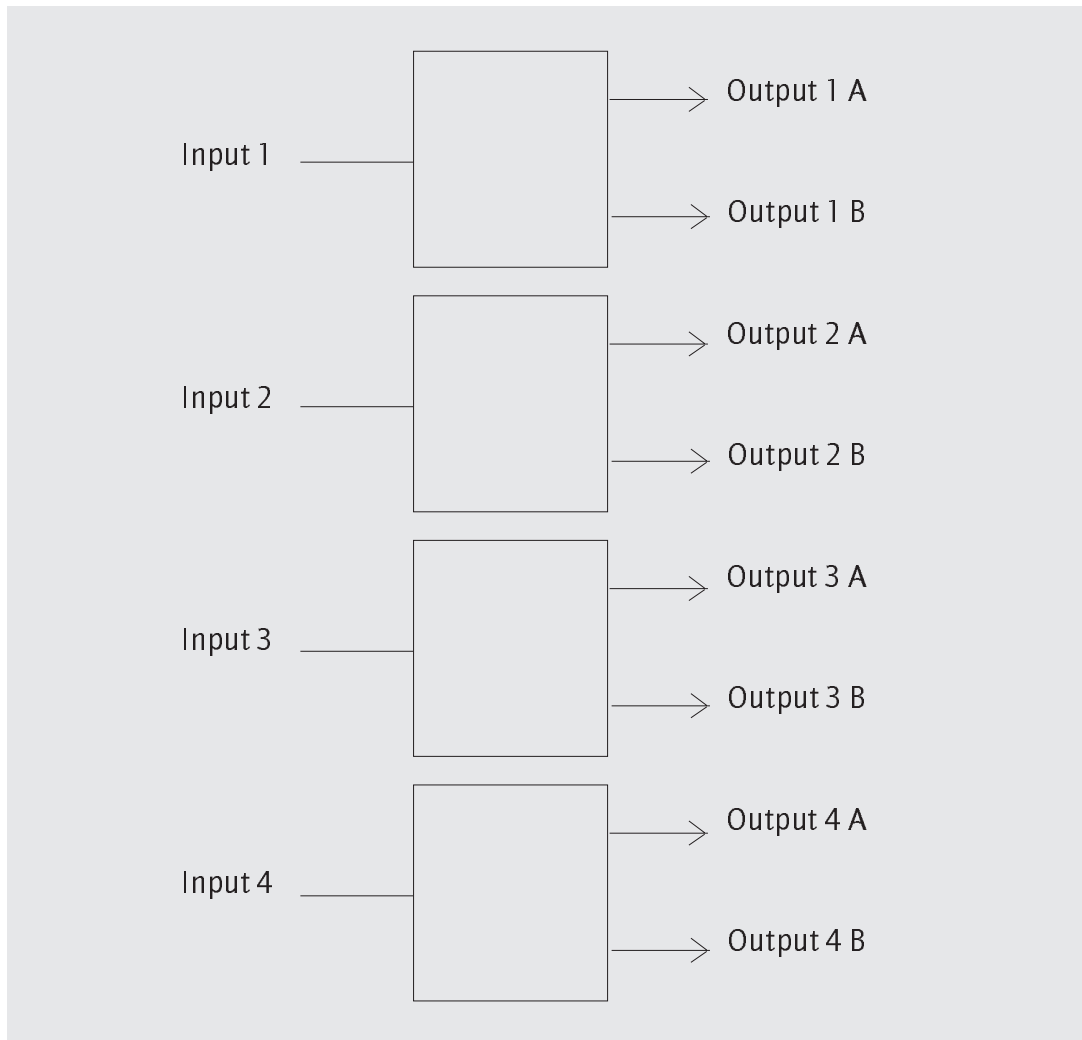 Output 1 A
Input 1
Output 1 B
Output 2 A
Input 2
Output 2 B
Output 3 A
Input 3
Output 3 B
Output 4 A
Input 4
Output 4 B